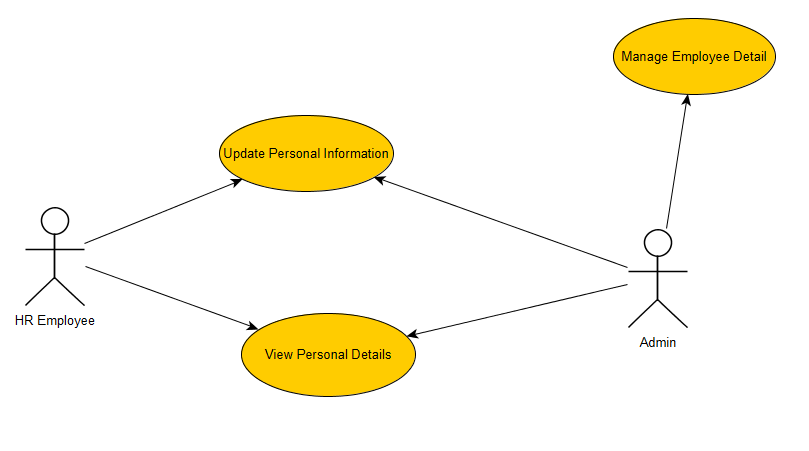 Manage Employee Detail
Update Personal Information
HR Employee
View Personal Details
Admin